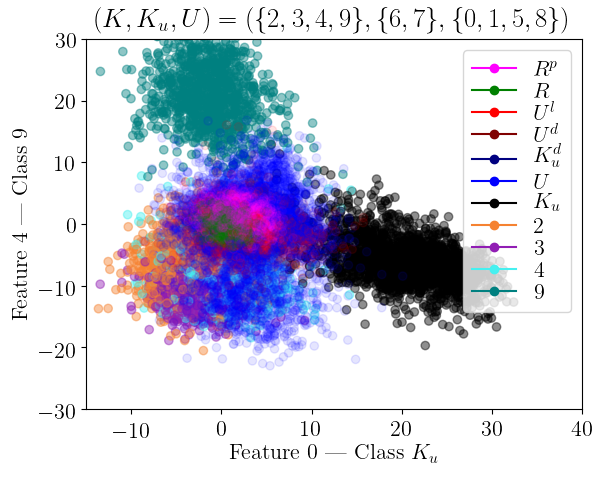 (K, K_u, U) = ({2, 3, 4, 9}, {6, 7}, {0, 1, 5, 8})
30
20
10
0
−10
−20
−30
Feature 4 — Class 9
−10
0
10
20
30
40
Feature 0 — Class K_u
R^p
R
U^l
U^d
K_u^d
U
K_u
2
3
4
9